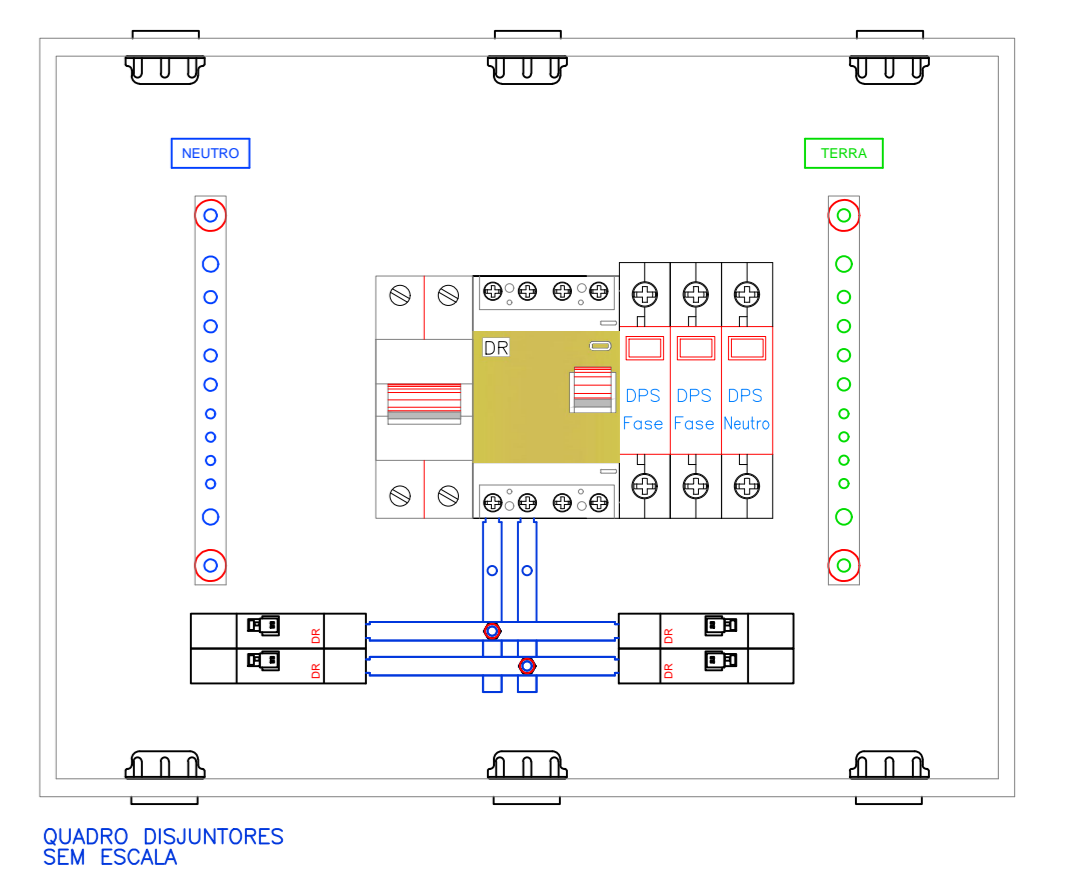 NEUTRO
TERRA
DR
DPS DPS DPS
Fase Fase Neutro
DR DR
DR DR
QUADRO DISJUNTORES
SEM ESCALA